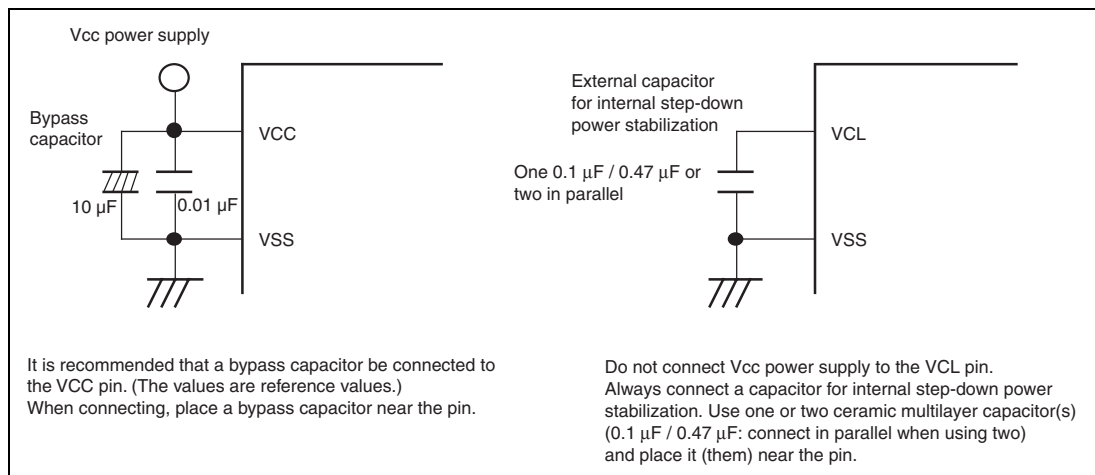 Vcc power supply
Bypass
capacitor
VCC
10 µF
0.01 µF
VSS
External capacitor
for internal step-down
power stabilization
VCL
One 0.1 µF / 0.47 µF or
two in parallel
VSS
It is recommended that a bypass capacitor be connected to
the VCC pin. (The values are reference values.)
When connecting, place a bypass capacitor near the pin.
Do not connect Vcc power supply to the VCL pin.
Always connect a capacitor for internal step-down power
stabilization. Use one or two ceramic multilayer capacitor(s)
(0.1 µF / 0.47 µF: connect in parallel when using two)
and place it (them) near the pin.